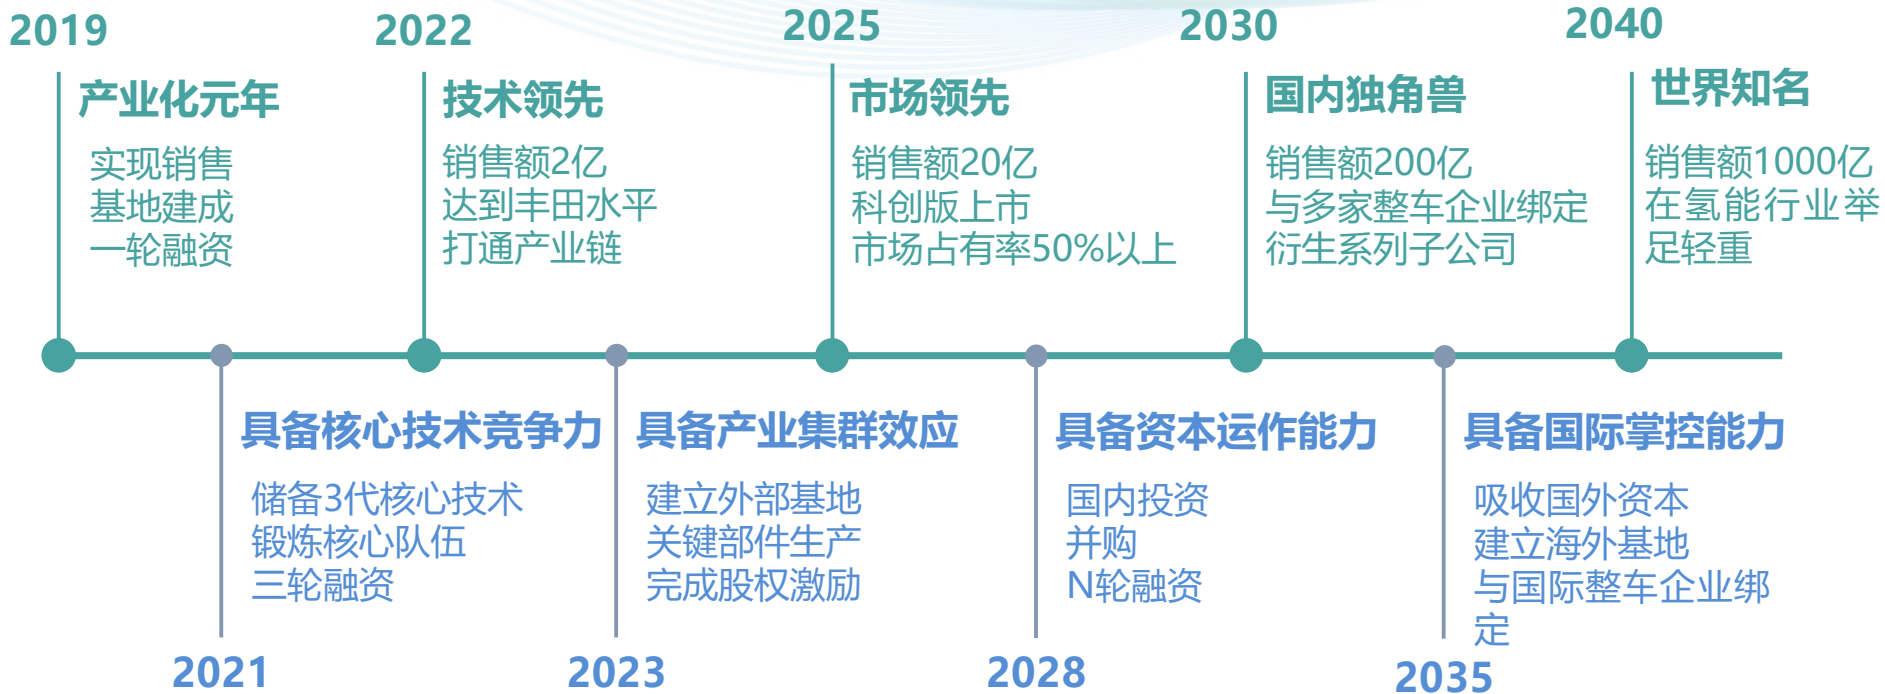 2019
产业化元年
实现销售
基地建成
一轮融资
2022
技术领先
销售额2亿
达到丰田水平
打通产业链
2025
市场领先
销售额20亿
科创版上市
市场占有率50%以上
2030
国内独角兽
销售额200亿
与多家整车企业绑定
衍生系列子公司
2040
世界知名
销售额1000亿
在氢能行业举
足轻重
具备核心技术竞争力
储备3代核心技术
锻炼核心队伍
三轮融资
2021
具备产业集群效应
建立外部基地
关键部件生产
完成股权激励
2023
具备资本运作能力
国内投资
并购
N轮融资
2028
具备国际掌控能力
吸收国外资本
建立海外基地
与国际整车企业绑
定
2035